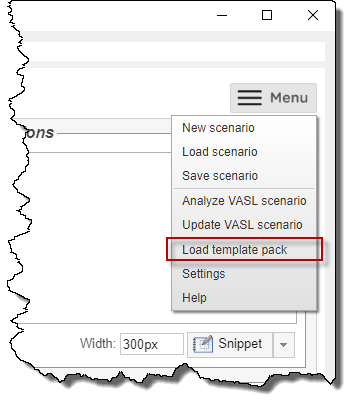 Menu
ons
New scenario
Load scenario
Save scenario
Analyze VASL scenario
Update VASL scenario
Load template pack
Settings
Help
Width: 300px Snippet